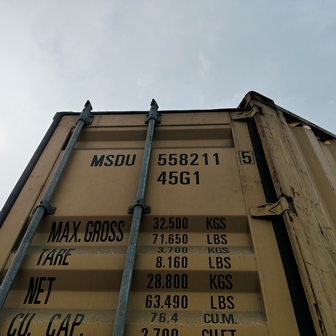 MSDU 558211 5
45G1
MAX. GROSS 32.500 KGS
71.650 LBS
TARE 3.700 KGS
8.160 LBS
NET 28.800 KGS
63.490 LBS
CU. CAP. 76.4 CU.M.
2.700 CU.FT.